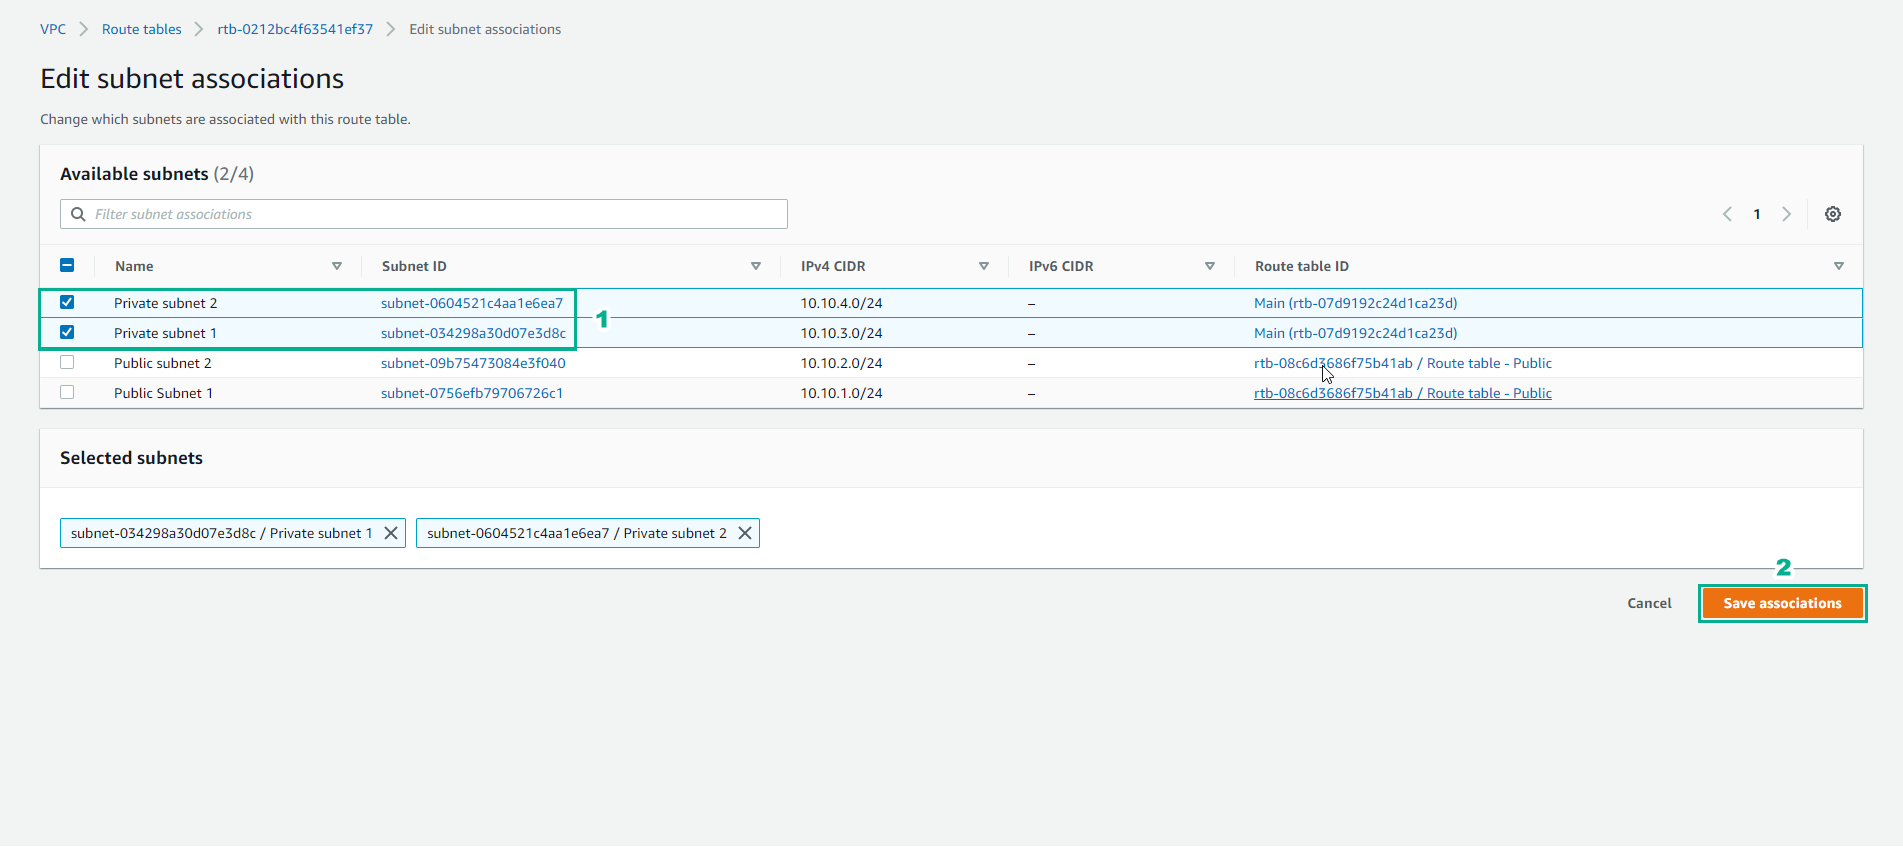 VPC > Route tables > rtb-0212bc4f63541ef37 > Edit subnet associations
Edit subnet associations
Change which subnets are associated with this route table.
Available subnets (2/4)
Filter subnet associations
1
Name Subnet ID IPv4 CIDR IPv6 CIDR Route table ID
Private subnet 2 subnet-0604521c4aa1e6ea7 10.10.4.0/24 – Main (rtb-07d9192c24d1ca23d)
1
Private subnet 1 subnet-034298a30d07e3d8c 10.10.3.0/24 – Main (rtb-07d9192c24d1ca23d)
Public subnet 2 subnet-09b75473084e3f040 10.10.2.0/24 – rtb-08c6d3686f75b41ab / Route table - Public
Public Subnet 1 subnet-0756efb79706726c1 10.10.1.0/24 – rtb-08c6d3686f75b41ab / Route table - Public
Selected subnets
subnet-034298a30d07e3d8c / Private subnet 1 subnet-0604521c4aa1e6ea7 / Private subnet 2
2
Cancel Save associations